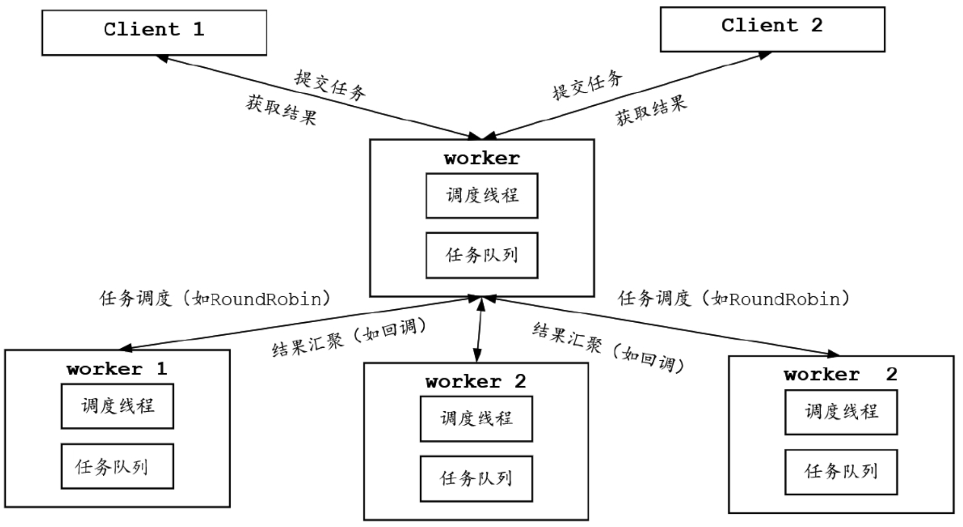 Client 1
Client 2
提交任务
获取结果
提交任务
获取结果
worker
调度线程
任务队列
任务调度（如RoundRobin）
结果汇聚（如回调）
任务调度（如RoundRobin）
结果汇聚（如回调）
worker 1
调度线程
任务队列
worker 2
调度线程
任务队列
worker 2
调度线程
任务队列